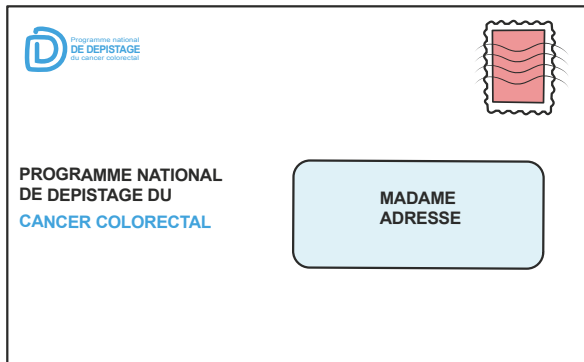 Programme national
DE DEPISTAGE
du cancer colorectal
PROGRAMME NATIONAL
DE DEPISTAGE DU
CANCER COLORECTAL
MADAME
ADRESSE